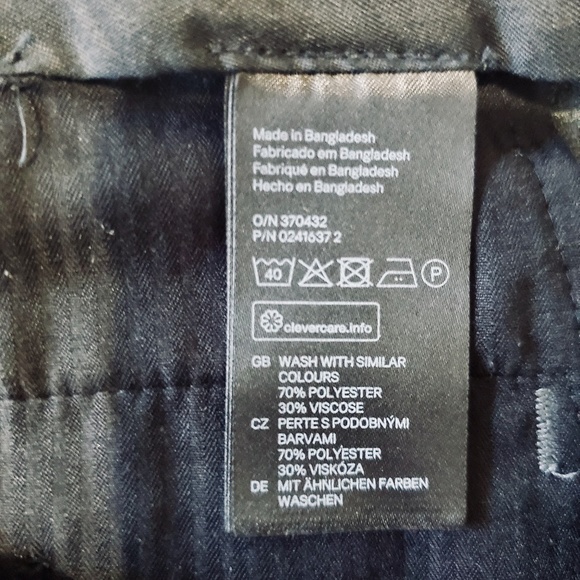 Made in Bangladesh
Fabricado em Bangladesh
Fabriqué en Bangladesh
Hecho en Bangladesh
O/N 370432
P/N 0241637 2
40 P
clevercare.info
GB WASH WITH SIMILAR
COLOURS
70% POLYESTER
30% VISCOSE
CZ PERTE S PODOBNÝMI
BARVAMI
70% POLYESTER
30% VISKÓZA
DE MIT ÄHNLICHEN FARBEN
WASCHEN